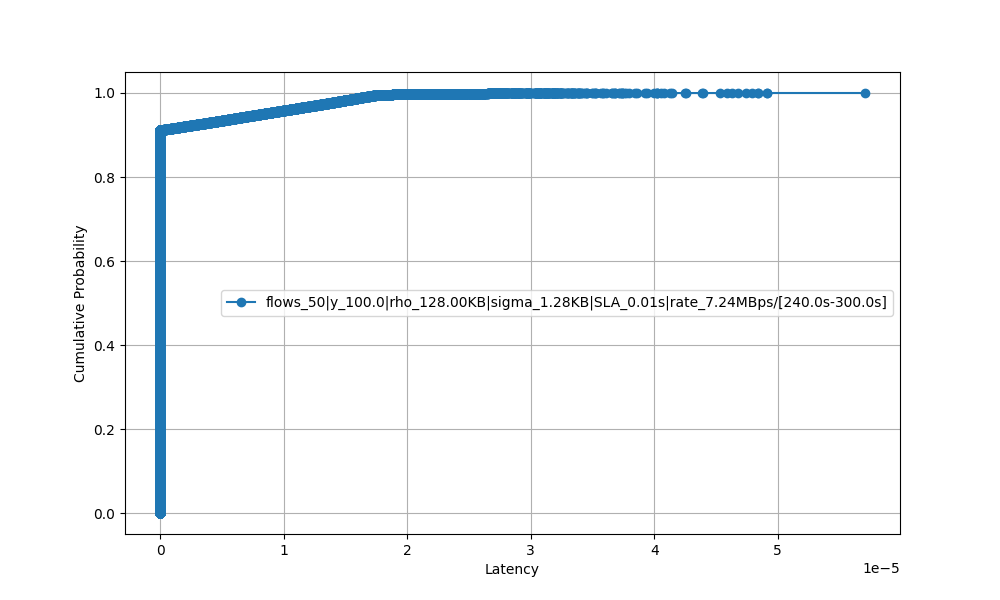 1.0
0.8
0.6
0.4
0.2
0.0
Cumulative Probability
flows_50|y_100.0|rho_128.00KB|sigma_1.28KB|SLA_0.01s|rate_7.24MBps/[240.0s-300.0s]
0 1 2 3 4 5
Latency
1e−5